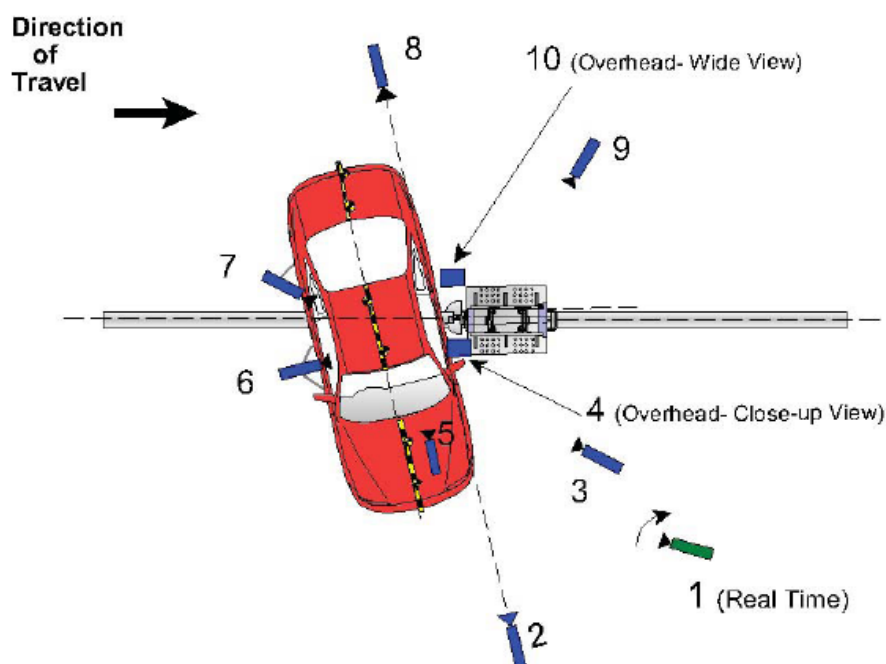 Direction
of
Travel
8
10 (Overhead- Wide View)
9
7
6
4 (Overhead- Close-up View)
5
3
1 (Real Time)
2